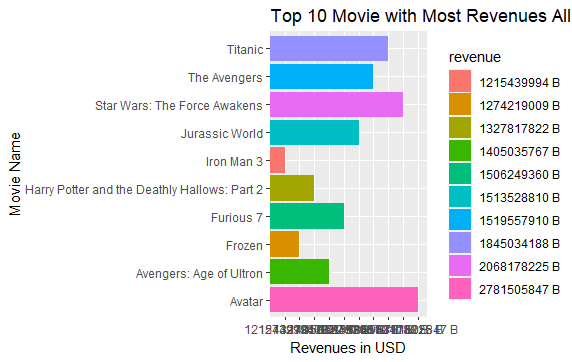 Top 10 Movie with Most Revenues All
Movie Name
Titanic
The Avengers
Star Wars: The Force Awakens
Jurassic World
Iron Man 3
Harry Potter and the Deathly Hallows: Part 2
Furious 7
Frozen
Avengers: Age of Ultron
Avatar
Revenues in USD
revenue
1215439994 B
1274219009 B
1327817822 B
1405035767 B
1506249360 B
1513528810 B
1519557910 B
1845034188 B
2068178225 B
2781505847 B